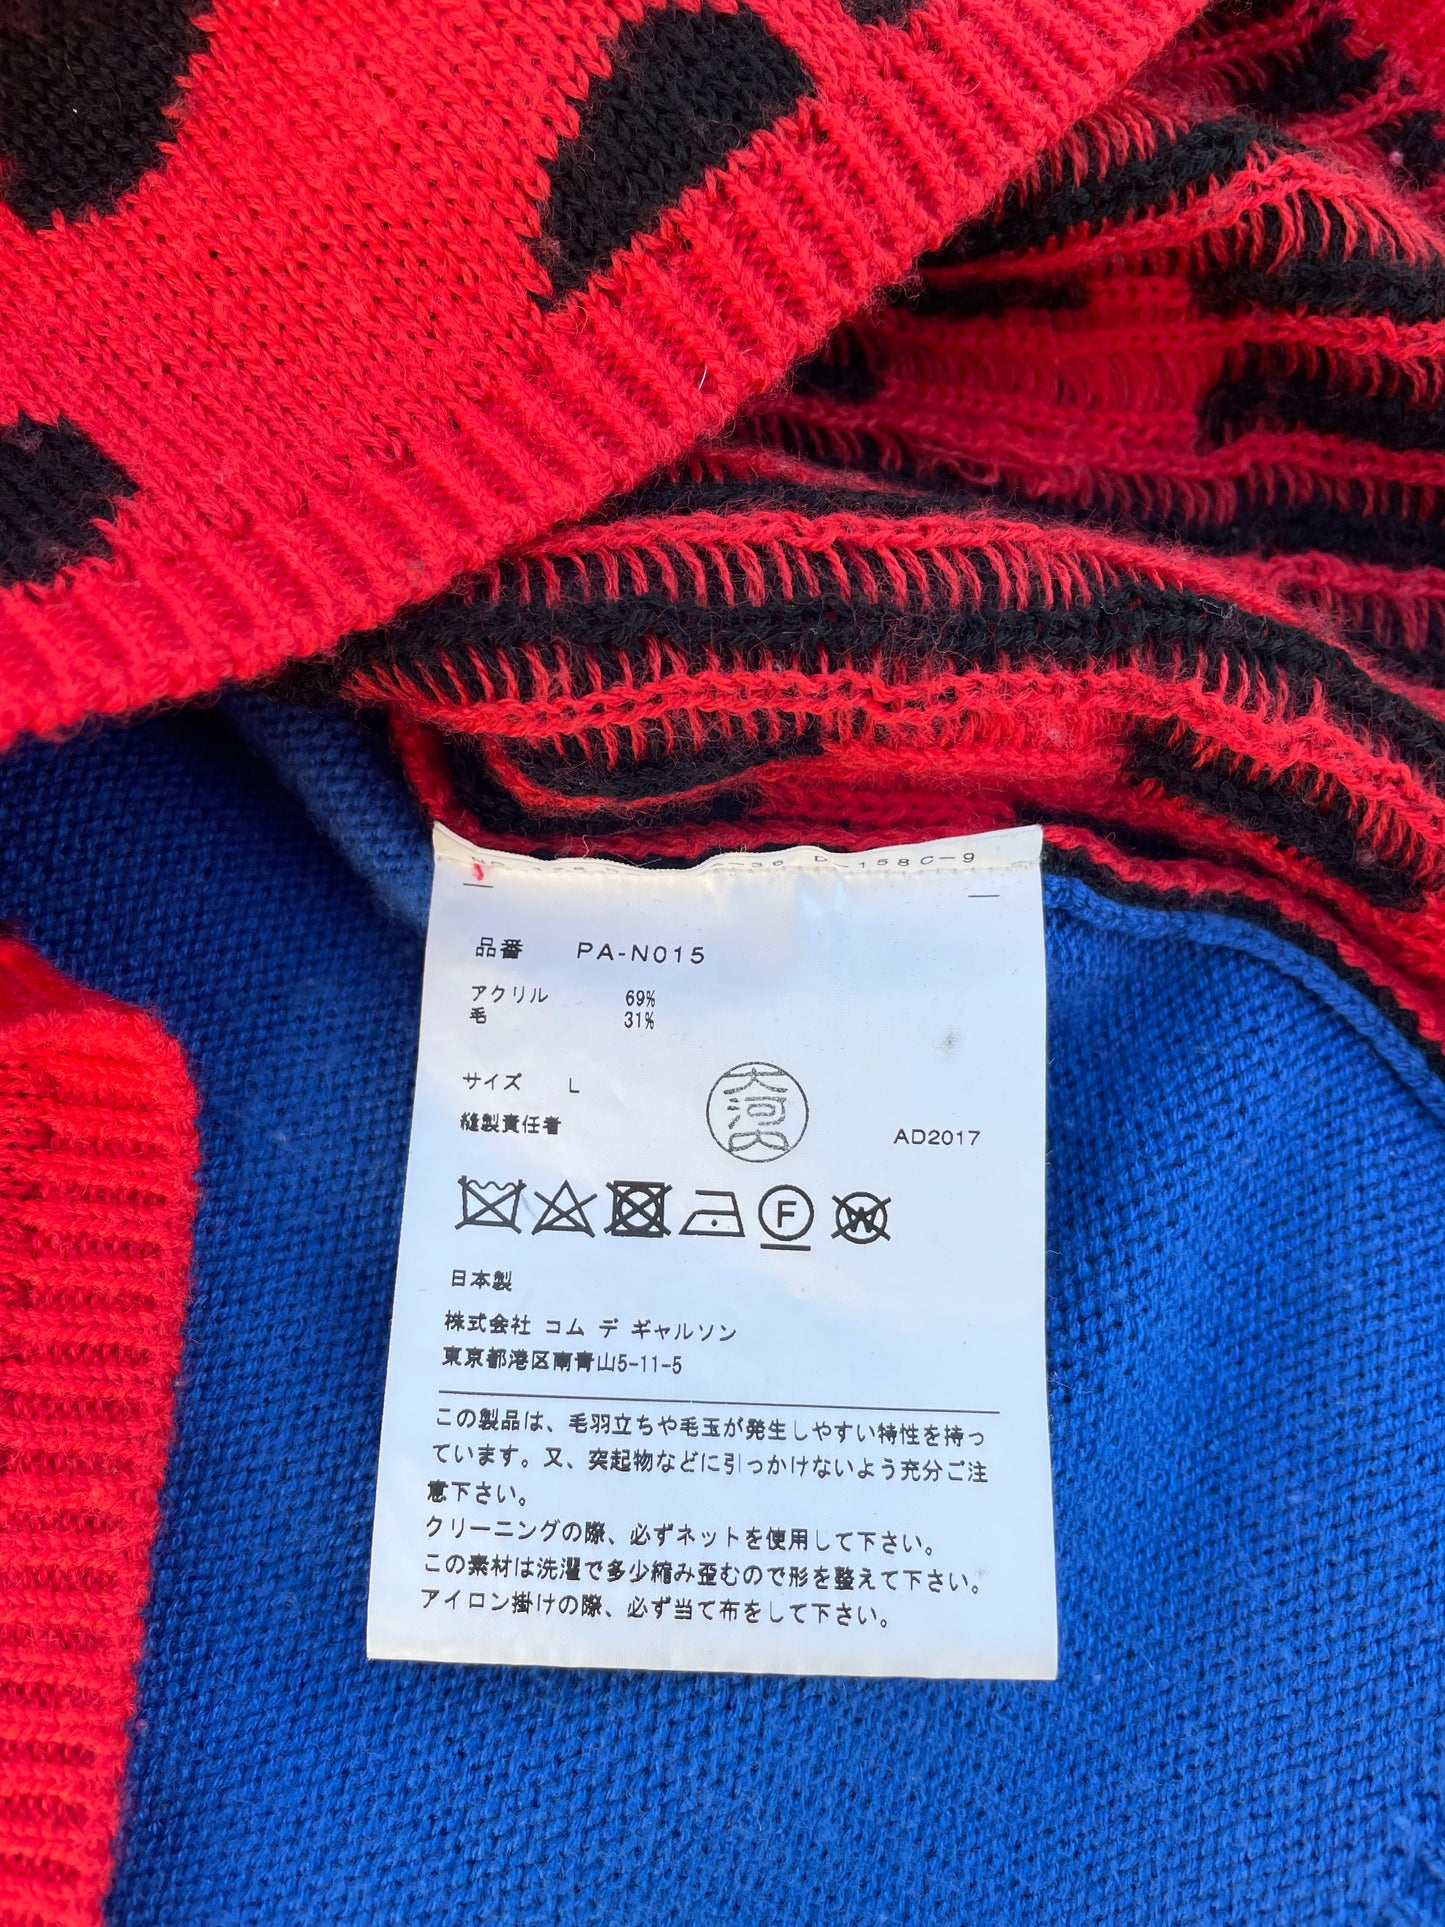 158C-9
品番 PA-N015
アクリル 69%
毛 31%
サイズ L
縫製責任者 大河内 AD2017
F W
日本製
株式会社 コム デ ギャルソン
東京都港区南青山5-11-5
この製品は、毛羽立ちや毛玉が発生しやすい特性を持っ
ています。又、突起物などに引っかけないよう充分ご注
意下さい。
クリーニングの際、必ずネットを使用して下さい。
この素材は洗濯で多少縮み歪むので形を整えて下さい。
アイロン掛けの際、必ず当て布をして下さい。